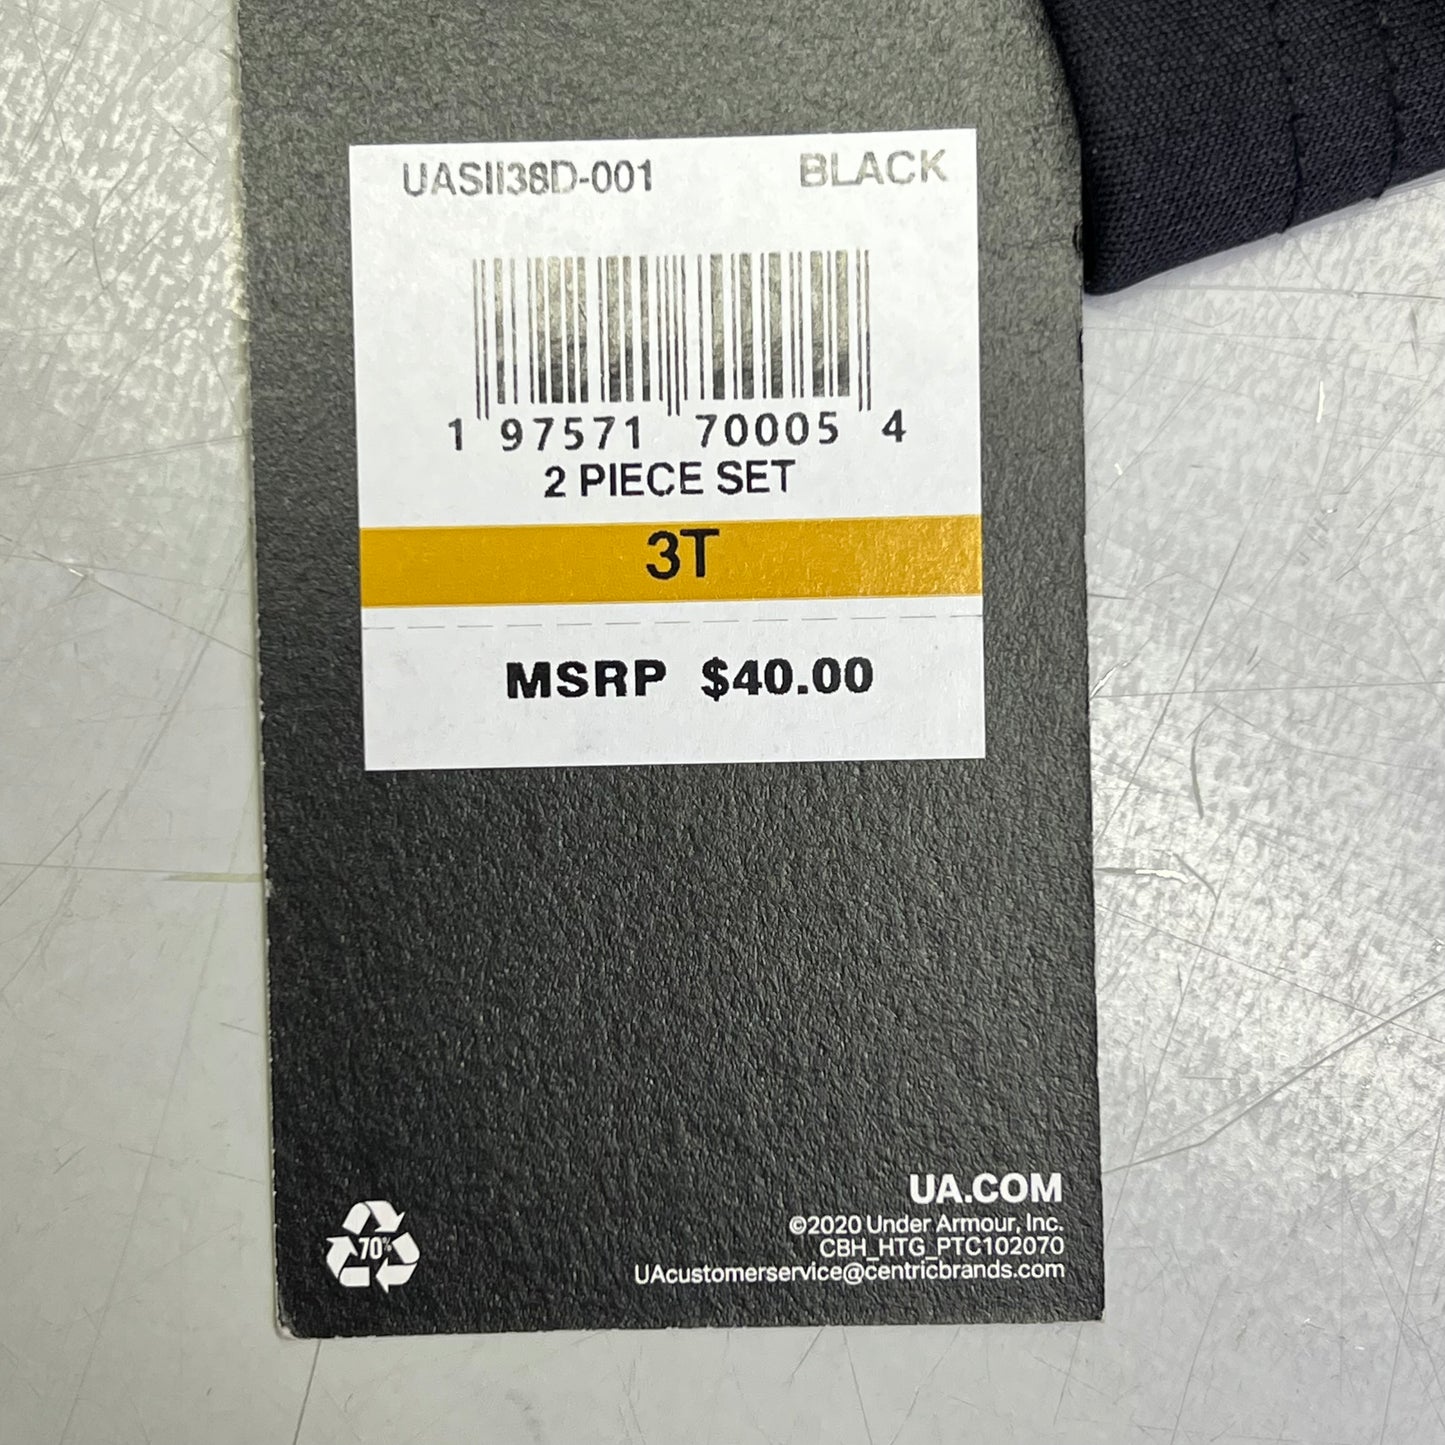 UASII38D-001 BLACK
1 97571 70005 4
2 PIECE SET
3T
MSRP $40.00
70%
UA.COM
©2020 Under Armour, Inc.
CBH_HTG_PTC102070
UAcustomerservice@centricbrands.com